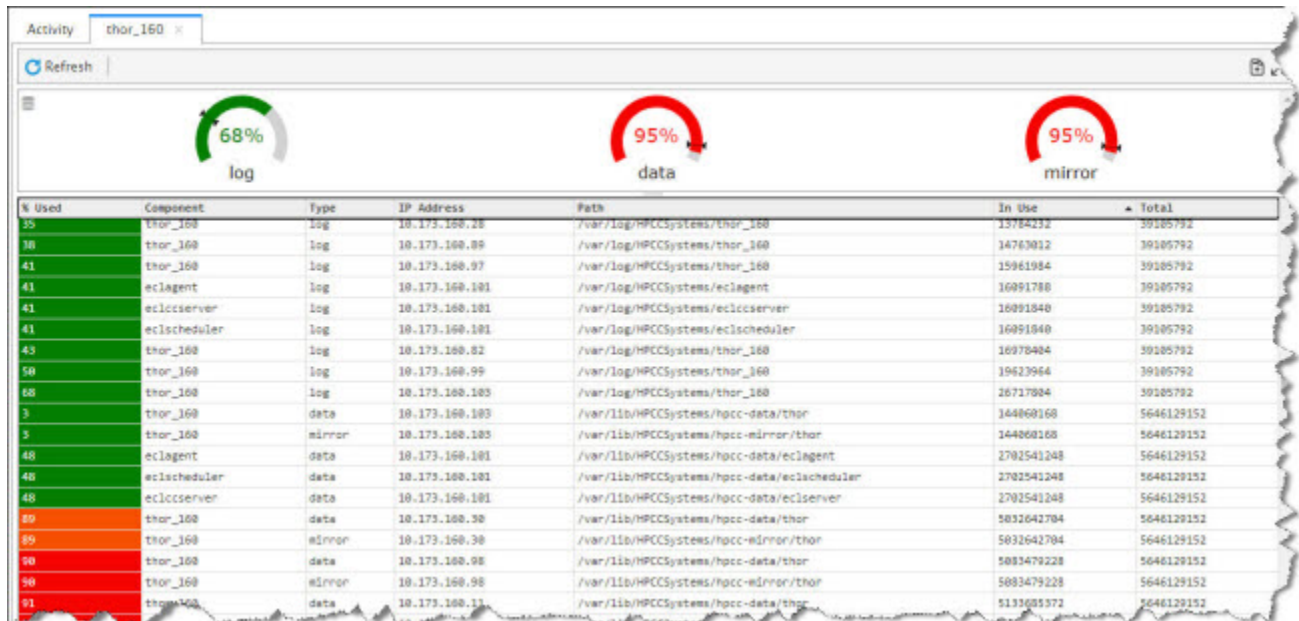 Activity thor_160 ×
Refresh
68% 95% 95%
log data mirror
% Used Component Type IP Address Path In Use Total
35 thor_160 log 10.173.160.28 /var/log/HPCCSystems/thor_160 13784232 39105792
38 thor_160 log 10.173.160.89 /var/log/HPCCSystems/thor_160 14763012 39105792
41 thor_160 log 10.173.160.97 /var/log/HPCCSystems/thor_160 15961984 39105792
41 eclagent log 10.173.160.101 /var/log/HPCCSystems/eclagent 16091788 39105792
41 eclccserver log 10.173.160.101 /var/log/HPCCSystems/eclccserver 16091840 39105792
41 eclscheduler log 10.173.160.101 /var/log/HPCCSystems/eclscheduler 16091840 39105792
43 thor_160 log 10.173.160.82 /var/log/HPCCSystems/thor_160 16978404 39105792
50 thor_160 log 10.173.160.99 /var/log/HPCCSystems/thor_160 19623964 39105792
68 thor_160 log 10.173.160.103 /var/log/HPCCSystems/thor_160 26717804 39105792
3 thor_160 data 10.173.160.103 /var/lib/HPCCSystems/hpcc-data/thor 144060168 5646129152
3 thor_160 mirror 10.173.160.103 /var/lib/HPCCSystems/hpcc-mirror/thor 144060168 5646129152
48 eclagent data 10.173.160.101 /var/lib/HPCCSystems/hpcc-data/eclagent 2702541248 5646129152
48 eclscheduler data 10.173.160.101 /var/lib/HPCCSystems/hpcc-data/eclscheduler 2702541248 5646129152
48 eclccserver data 10.173.160.101 /var/lib/HPCCSystems/hpcc-data/eclserver 2702541248 5646129152
89 thor_160 data 10.173.160.30 /var/lib/HPCCSystems/hpcc-data/thor 5032642704 5646129152
89 thor_160 mirror 10.173.160.30 /var/lib/HPCCSystems/hpcc-mirror/thor 5032642704 5646129152
90 thor_160 data 10.173.160.98 /var/lib/HPCCSystems/hpcc-data/thor 5083479228 5646129152
90 thor_160 mirror 10.173.160.98 /var/lib/HPCCSystems/hpcc-mirror/thor 5083479228 5646129152
91 thor_160 data /var/lib/HPCCSystems/hpcc-data/thor 5133685372 5646129152